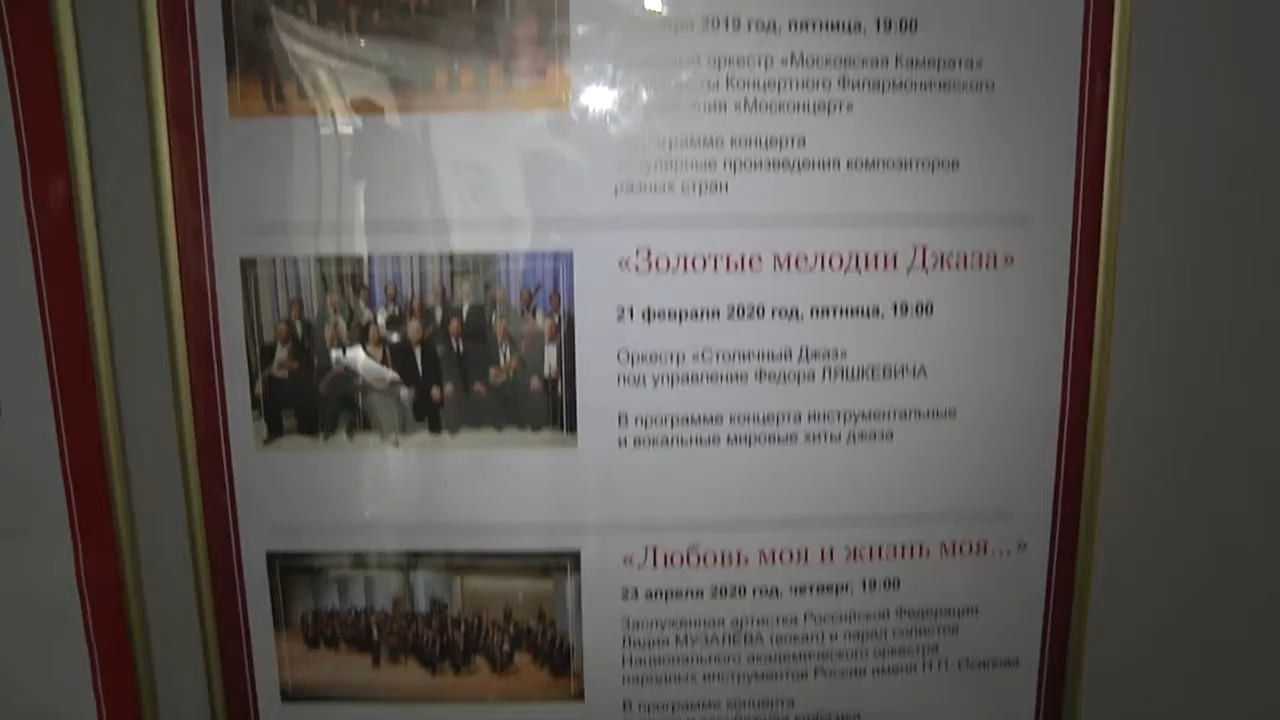 2019 год, пятница, 19:00
оркестр «Московская Камерата»
Концертного Филармонического
«Москонцерт»
программе концерта
популярные произведения композиторов
разных стран
«Золотые мелодии Джаза»
21 февраля 2020 год, пятница, 19:00
Оркестр «Столичный Джаз»
под управление Федора ЛЯШКЕВИЧА
В программе концерта инструментальные
и вокальные мировые хиты джаза
«Любовь моя и жизнь моя...»
23 апреля 2020 год, четверг, 19:00
Заслуженная артистка Российской Федерации
Лидия МУЗАЛЁВА (вокал) и парад солистов
Национального академического оркестра
народных инструментов России имени Н.П. Осипова
В программе концерта